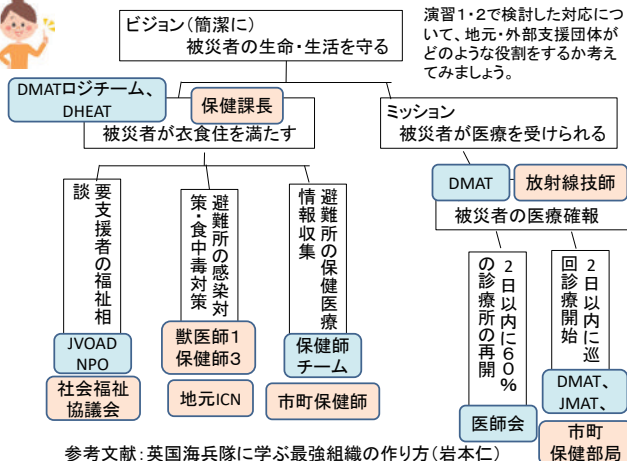 ビジョン(簡潔に)
被災者の生命・生活を守る
演習1・2で検討した対応につ
いて、地元・外部支援団体が
どのような役割をするか考え
てみましょう。
DMATロジチーム、
DHEAT
保健課長
被災者が衣食住を満たす
ミッション
被災者が医療を受けられる
DMAT
放射線技師
被災者の医療確報
要支援者の福祉相
談
避難所の感染対
策・食中毒対策
避難所の保健医療
情報収集
2日以内に60%
の診療所の再開
2日以内に巡
回診療開始
JVOAD
NPO
社会福祉
協議会
獣医師1
保健師3
地元ICN
保健師
チーム
市町保健師
医師会
DMAT、
JMAT、
市町
保健部局
参考文献:英国海兵隊に学ぶ最強組織の作り方(岩本仁)